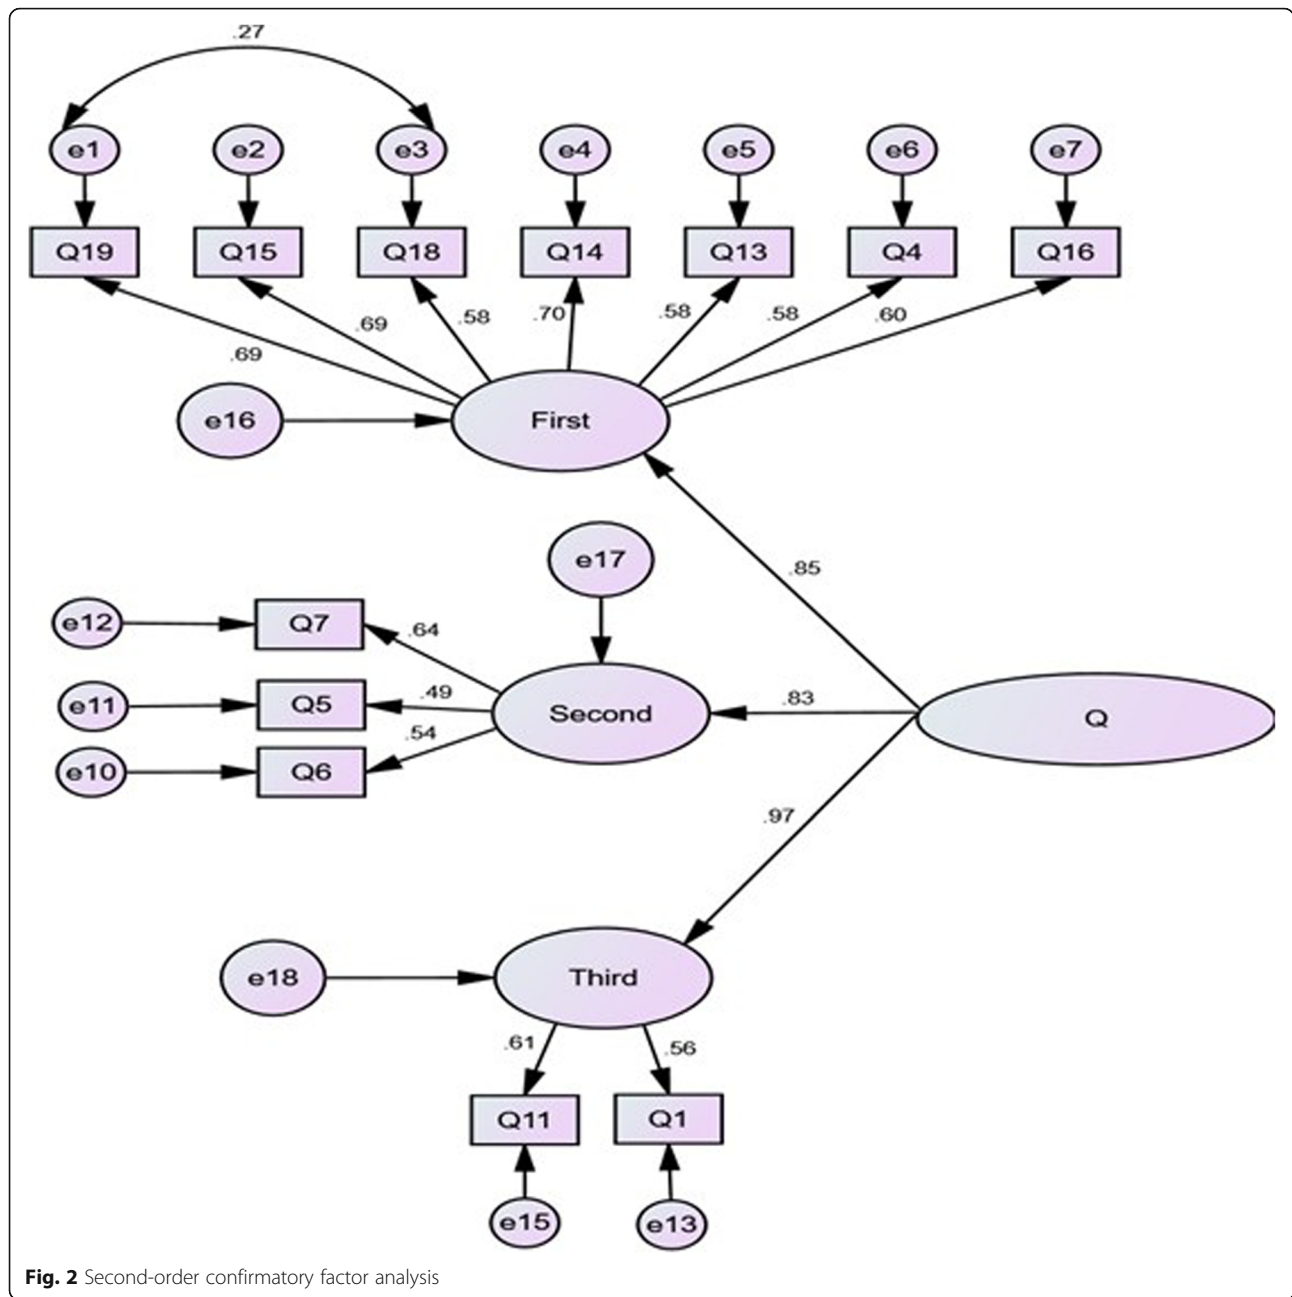 .27
e1 e2 e3 e4 e5 e6 e7
Q19 Q15 Q18 Q14 Q13 Q4 Q16
.69 .69 .58 .70 .58 .58 .60
e16 First
.85
e17
e12 Q7 .64
e11 Q5 .49
e10 Q6 .54
Second .83 Q
.97
e18 Third
.61 .56
Q11 Q1
e15 e13
Fig. 2 Second-order confirmatory factor analysis